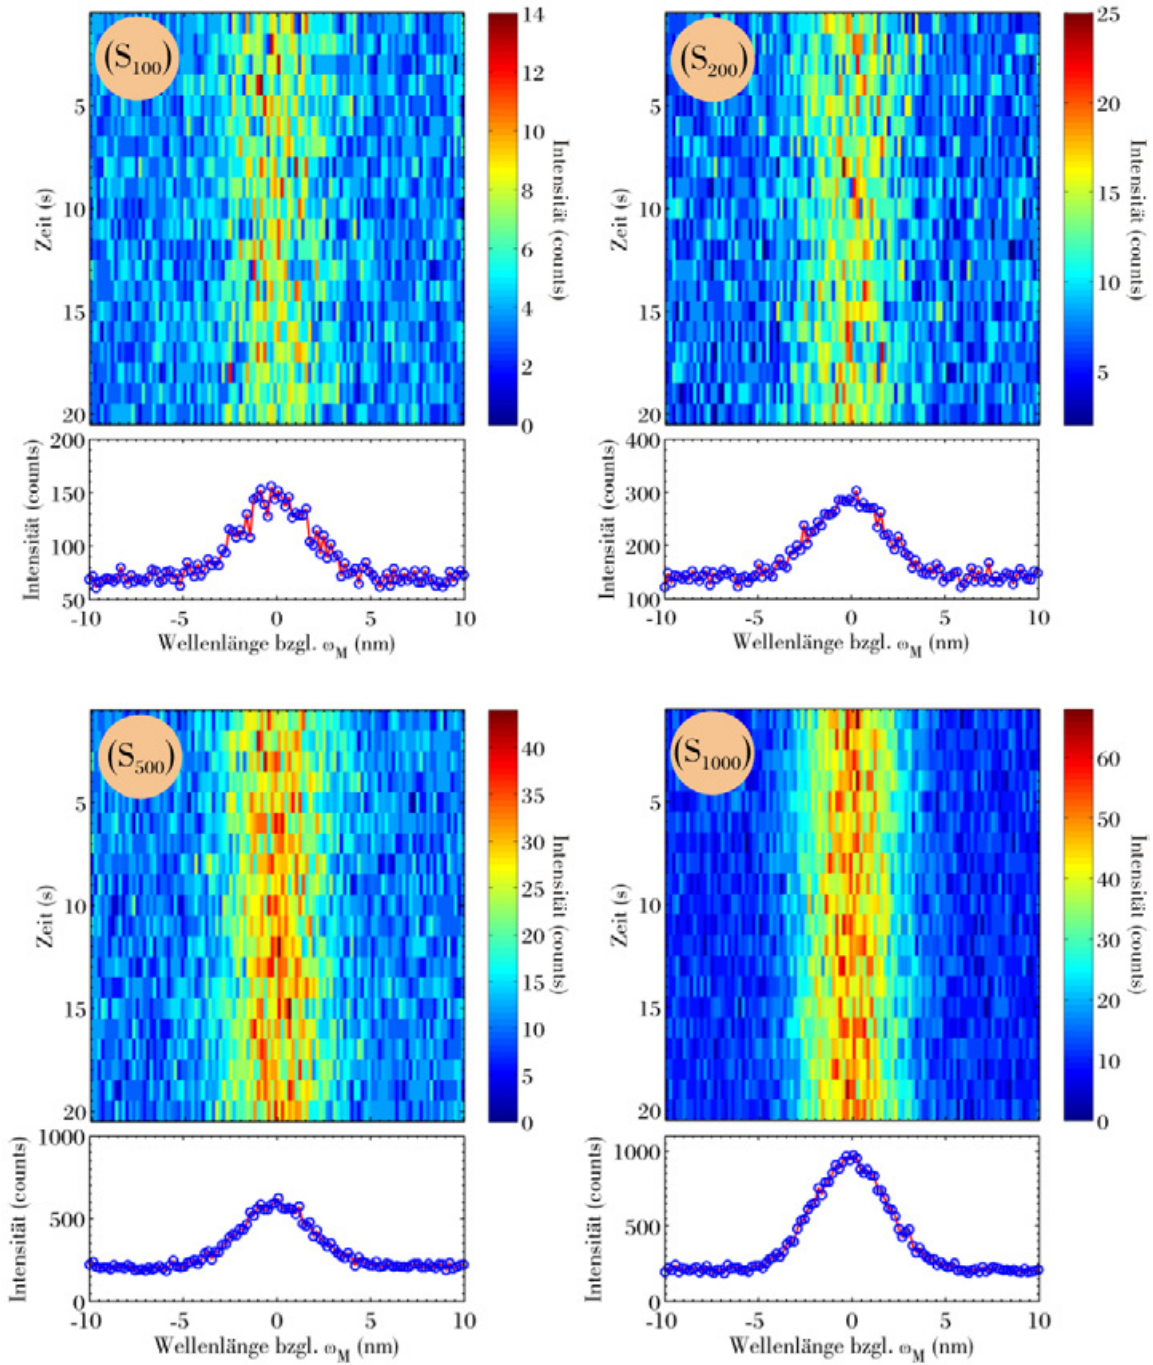 (S100)
14
12
10
8
6
4
2
0
Intensität (counts)
5
10
15
20
Zeit (s)
200
150
100
50
Intensität (counts)
-10 -5 0 5 10
Wellenlänge bzgl. ωM (nm)
(S200)
25
20
15
10
5
Intensität (counts)
5
10
15
20
Zeit (s)
400
300
200
100
Intensität (counts)
-10 -5 0 5 10
Wellenlänge bzgl. ωM (nm)
(S500)
40
35
30
25
20
15
10
5
0
Intensität (counts)
5
10
15
20
Zeit (s)
1000
500
0
Intensität (counts)
-10 -5 0 5 10
Wellenlänge bzgl. ωM (nm)
(S1000)
60
50
40
30
20
10
0
Intensität (counts)
5
10
15
20
Zeit (s)
1000
500
0
Intensität (counts)
-10 -5 0 5 10
Wellenlänge bzgl. ωM (nm)